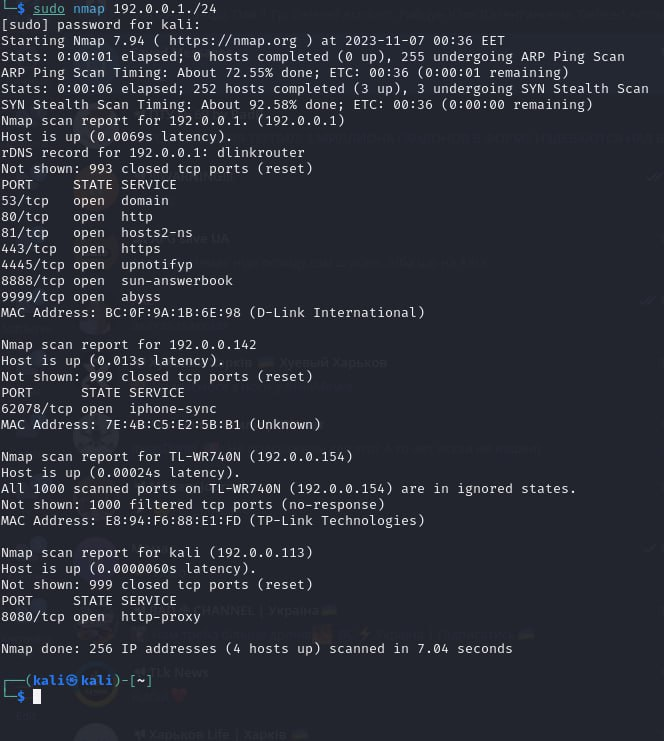 └─$ sudo nmap 192.0.0.1./24
[sudo] password for kali:
Starting Nmap 7.94 ( https://nmap.org ) at 2023-11-07 00:36 EET
Stats: 0:00:01 elapsed; 0 hosts completed (0 up), 255 undergoing ARP Ping Scan
ARP Ping Scan Timing: About 72.55% done; ETC: 00:36 (0:00:01 remaining)
Stats: 0:00:06 elapsed; 252 hosts completed (3 up), 3 undergoing SYN Stealth Scan
SYN Stealth Scan Timing: About 92.58% done; ETC: 00:36 (0:00:00 remaining)
Nmap scan report for 192.0.0.1. (192.0.0.1)
Host is up (0.0069s latency).
rDNS record for 192.0.0.1: dlinkrouter
Not shown: 993 closed tcp ports (reset)
PORT     STATE SERVICE
53/tcp   open  domain
80/tcp   open  http
81/tcp   open  hosts2-ns
443/tcp  open  https
4445/tcp open  upnotifyp
8888/tcp open  sun-answerbook
9999/tcp open  abyss
MAC Address: BC:0F:9A:1B:6E:98 (D-Link International)
Nmap scan report for 192.0.0.142
Host is up (0.013s latency).
Not shown: 999 closed tcp ports (reset)
PORT      STATE SERVICE
62078/tcp open  iphone-sync
MAC Address: 7E:4B:C5:E2:5B:B1 (Unknown)
Nmap scan report for TL-WR740N (192.0.0.154)
Host is up (0.00024s latency).
All 1000 scanned ports on TL-WR740N (192.0.0.154) are in ignored states.
Not shown: 1000 filtered tcp ports (no-response)
MAC Address: E8:94:F6:88:E1:FD (TP-Link Technologies)
Nmap scan report for kali (192.0.0.113)
Host is up (0.0000060s latency).
Not shown: 999 closed tcp ports (reset)
PORT     STATE SERVICE
8080/tcp open  http-proxy
CHANNEL | Україна
Nmap done: 256 IP addresses (4 hosts up) scanned in 7.04 seconds
TLk News
┌──(kali㉿kali)-[~]
└─$
Харьков Life | Харків